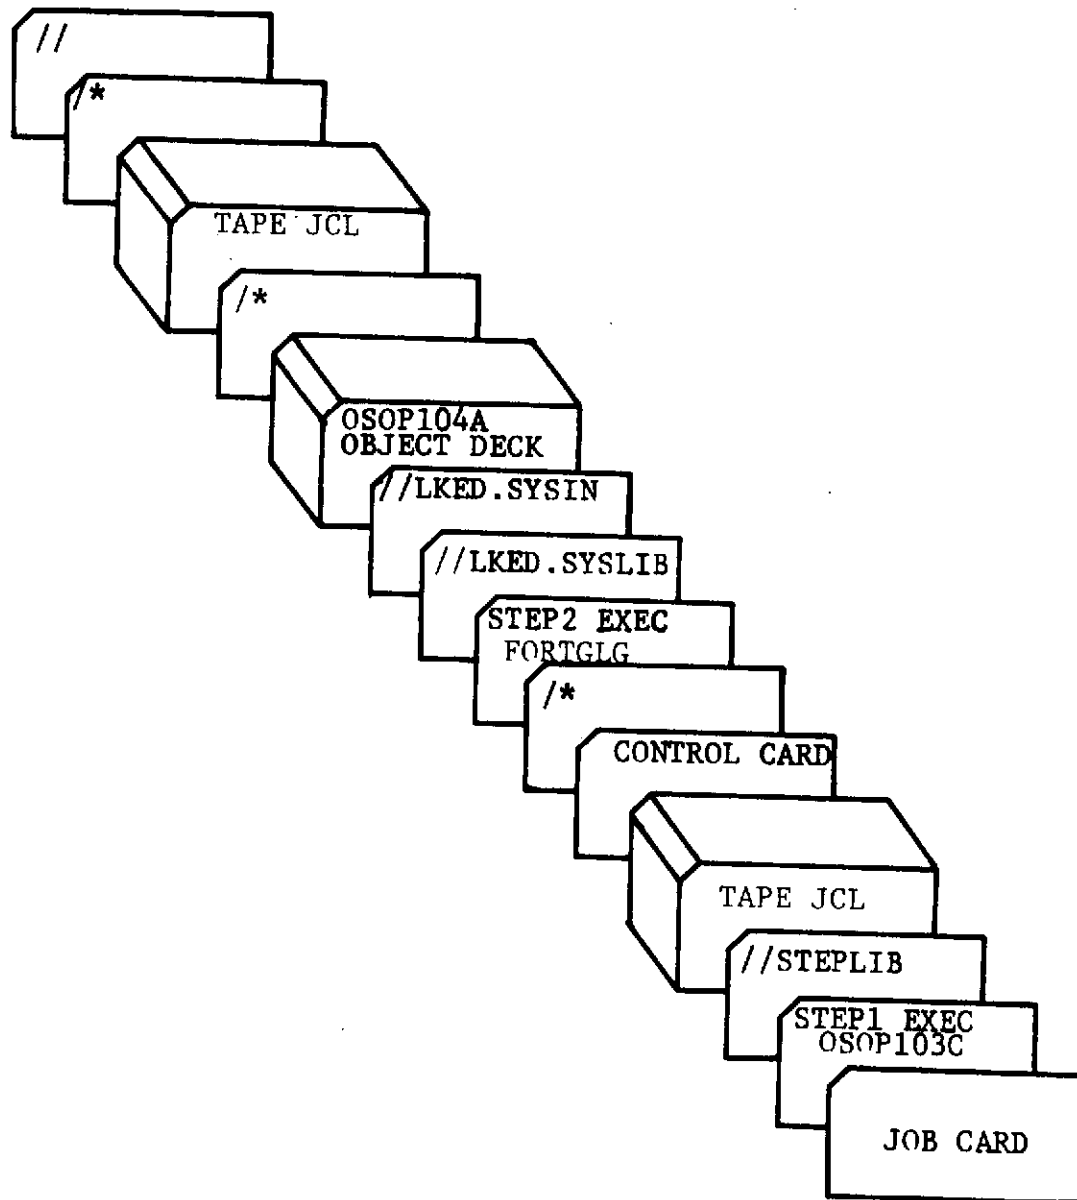 //
/*
TAPE JCL
/*
OSOP104A
OBJECT DECK
//LKED.SYSIN
//LKED.SYSLIB
STEP2 EXEC
FORTGLG
/*
CONTROL CARD
TAPE JCL
//STEPLIB
STEP1 EXEC
OSOP103C
JOB CARD